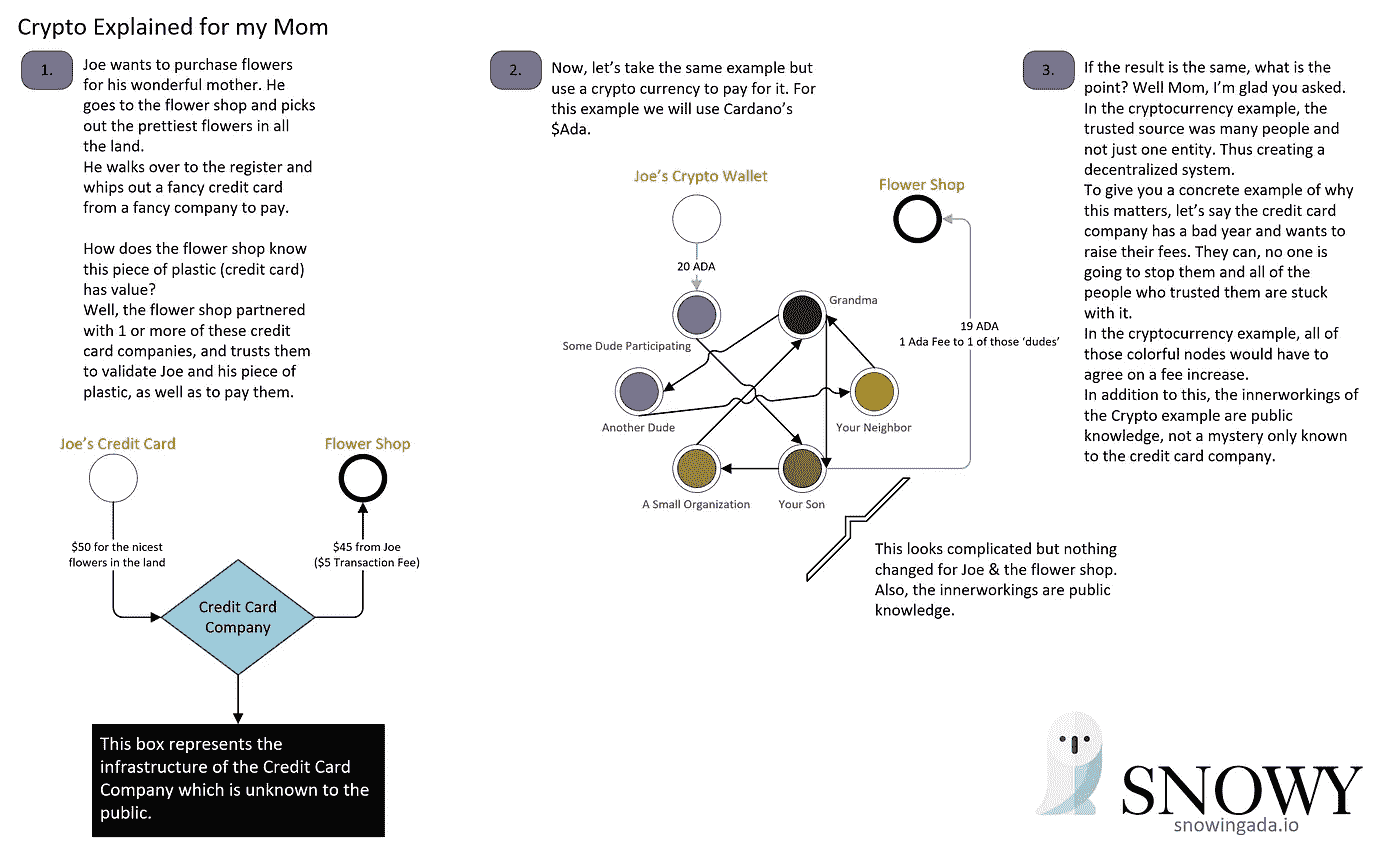 Crypto Explained for my Mom
1.
Joe wants to purchase flowers
for his wonderful mother. He
goes to the flower shop and picks
out the prettiest flowers in all
the land.
He walks over to the register and
whips out a fancy credit card
from a fancy company to pay.
How does the flower shop know
this piece of plastic (credit card)
has value?
Well, the flower shop partnered
with 1 or more of these credit
card companies, and trusts them
to validate Joe and his piece of
plastic, as well as to pay them.
Joe's Credit Card
Flower Shop
$50 for the nicest
flowers in the land
$45 from Joe
($5 Transaction Fee)
Credit Card
Company
This box represents the
infrastructure of the Credit Card
Company which is unknown to the
public.
2.
Now, let's take the same example but
use a crypto currency to pay for it. For
this example we will use Cardano's
$Ada.
Joe's Crypto Wallet
Flower Shop
20 ADA
Grandma
Some Dude Participating
19 ADA
1 Ada Fee to 1 of those 'dudes'
Another Dude
Your Neighbor
A Small Organization
Your Son
This looks complicated but nothing
changed for Joe & the flower shop.
Also, the innerworkings are public
knowledge.
3.
If the result is the same, what is the
point? Well Mom, I'm glad you asked.
In the cryptocurrency example, the
trusted source was many people and
not just one entity. Thus creating a
decentralized system.
To give you a concrete example of why
this matters, let's say the credit card
company has a bad year and wants to
raise their fees. They can, no one is
going to stop them and all of the
people who trusted them are stuck
with it.
In the cryptocurrency example, all of
those colorful nodes would have to
agree on a fee increase.
In addition to this, the innerworkings of
the Crypto example are public
knowledge, not a mystery only known
to the credit card company.
SNOWY
snowingada.io